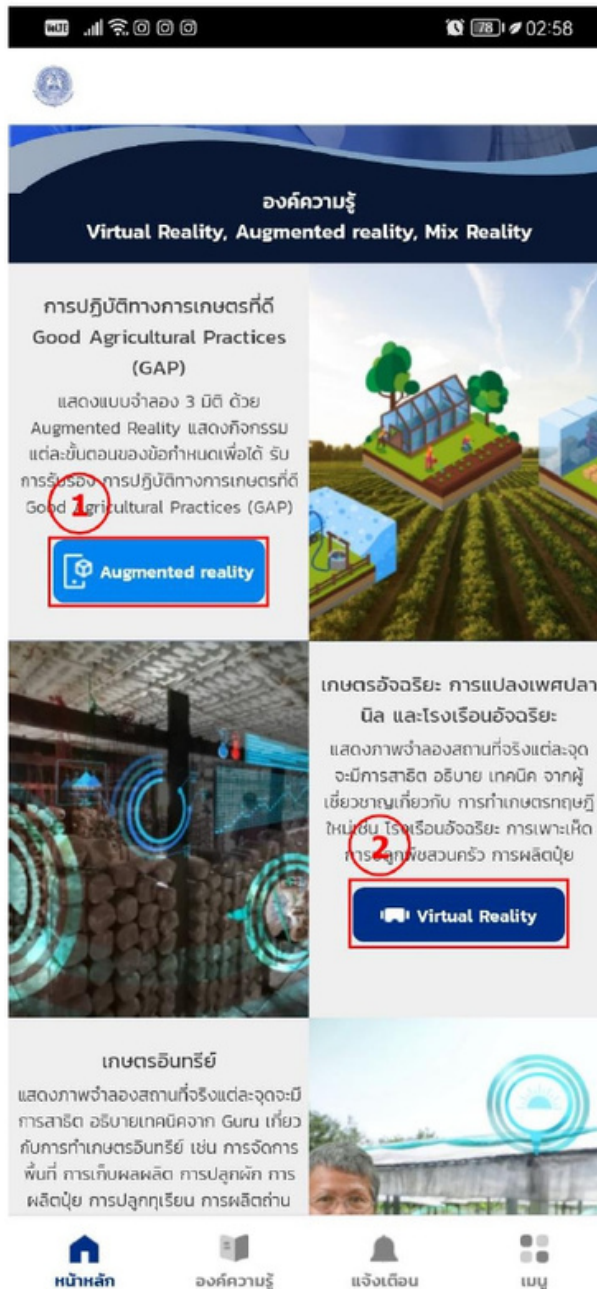 VoLTE
78
02:58
องค์ความรู้
Virtual Reality, Augmented reality, Mix Reality
การปฏิบัติทางการเกษตรที่ดี
Good Agricultural Practices
(GAP)
แสดงแบบจำลอง 3 มิติ ด้วย
Augmented Reality แสดงกิจกรรม
แต่ละขั้นตอนของข้อกำหนดเพื่อได้ รับ
การรับรอง การปฏิบัติทางการเกษตรที่ดี
Good Agricultural Practices (GAP)
1
Augmented reality
เกษตรอัจฉริยะ การแปลงเพศปลา
นิล และโรงเรือนอัจฉริยะ
แสดงภาพจำลองสถานที่จริงแต่ละจุด
จะมีการสาธิต อธิบาย เทคนิค จากผู้
เชี่ยวชาญเกี่ยวกับ การทำเกษตรทฤษฎี
ใหม่เช่น โรงเรือนอัจฉริยะ การเพาะเห็ด
การปลูกพืชสวนครัว การผลิตปุ๋ย
2
Virtual Reality
เกษตรอินทรีย์
แสดงภาพจำลองสถานที่จริงแต่ละจุดจะมี
การสาธิต อธิบายเทคนิคจาก Guru เกี่ยว
กับการทำเกษตรอินทรีย์ เช่น การจัดการ
พื้นที่ การเก็บผลผลิต การปลูกผัก การ
ผลิตปุ๋ย การปลูกทุเรียน การผลิตถ่าน
หน้าหลัก
องค์ความรู้
แจ้งเตือน
เมนู